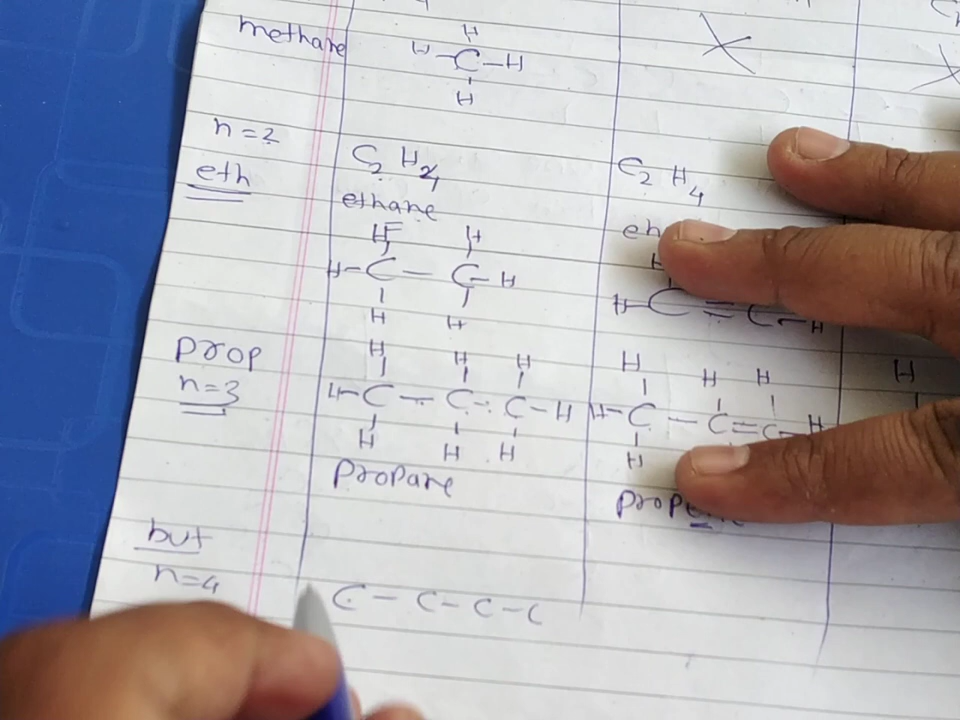 methane
H
H-C-H
H
n=2
eth
C2 H4
ethane
H H
H-C - C-H
H H
C2 H4
H
H-C = C-H
prop
n=3
H H H
H-C - C - C-H
H H H
propane
H H H
H-C - C=C-H
H
H
but
n=4
C - C - C - C